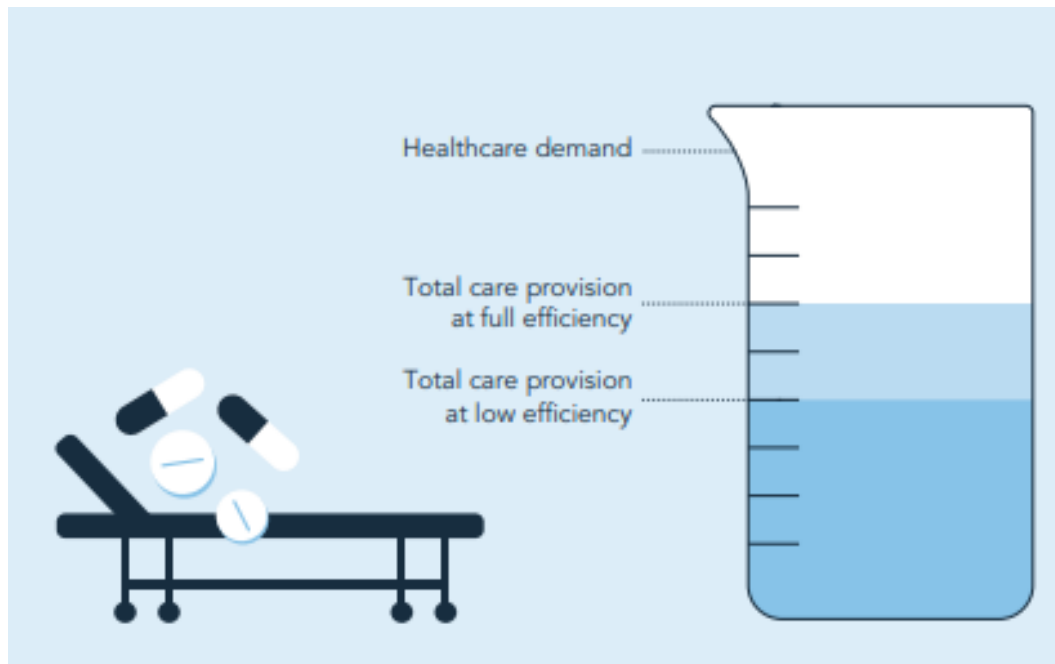 Healthcare demand
Total care provision
at full efficiency
Total care provision
at low efficiency